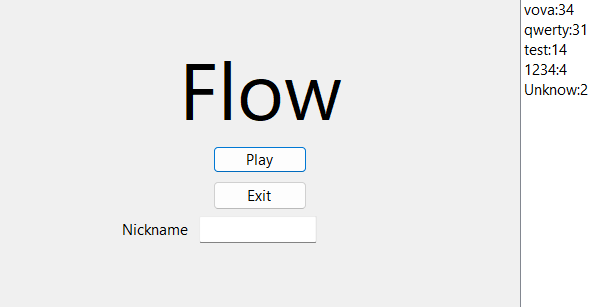 Flow
Play
Exit
Nickname
vova:34
qwerty:31
test:14
1234:4
Unknow:2